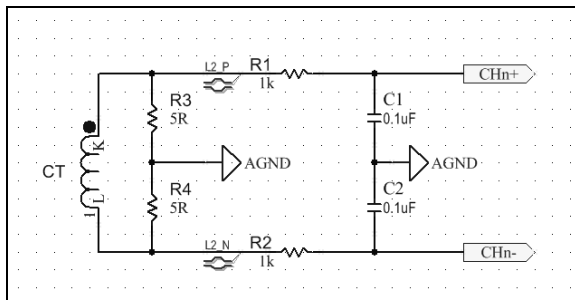 L2_P
R1
1k
CHn+
R3
5R
C1
0.1uF
K
CT
AGND
AGND
R4
5R
C2
0.1uF
L
1
L2_N
R2
1k
CHn-